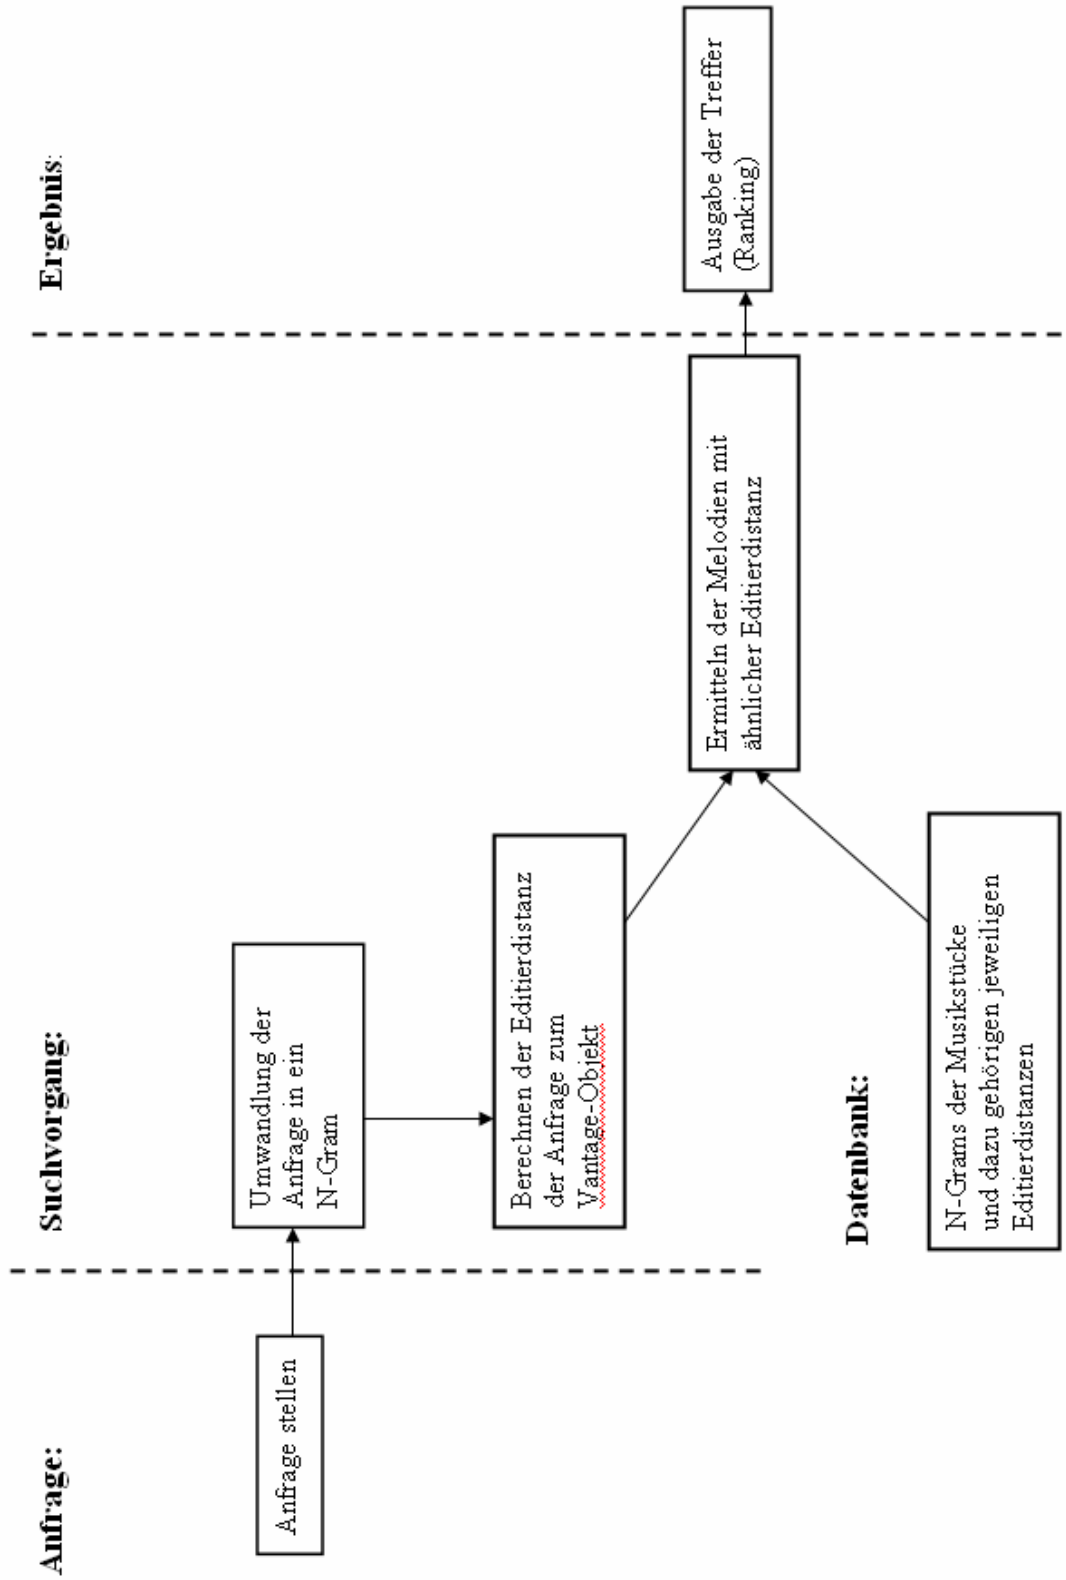 Anfrage:
Suchvorgang:
Ergebnis:
Anfrage stellen
Umwandlung der
Anfrage in ein
N-Gram
Berechnen der Editierdistanz
der Anfrage zum
Vantage-Objekt
Ermitteln der Melodien mit
ähnlicher Editierdistanz
Ausgabe der Treffer
(Ranking)
Datenbank:
N-Grams der Musikstücke
und dazu gehörigen jeweiligen
Editierdistanzen